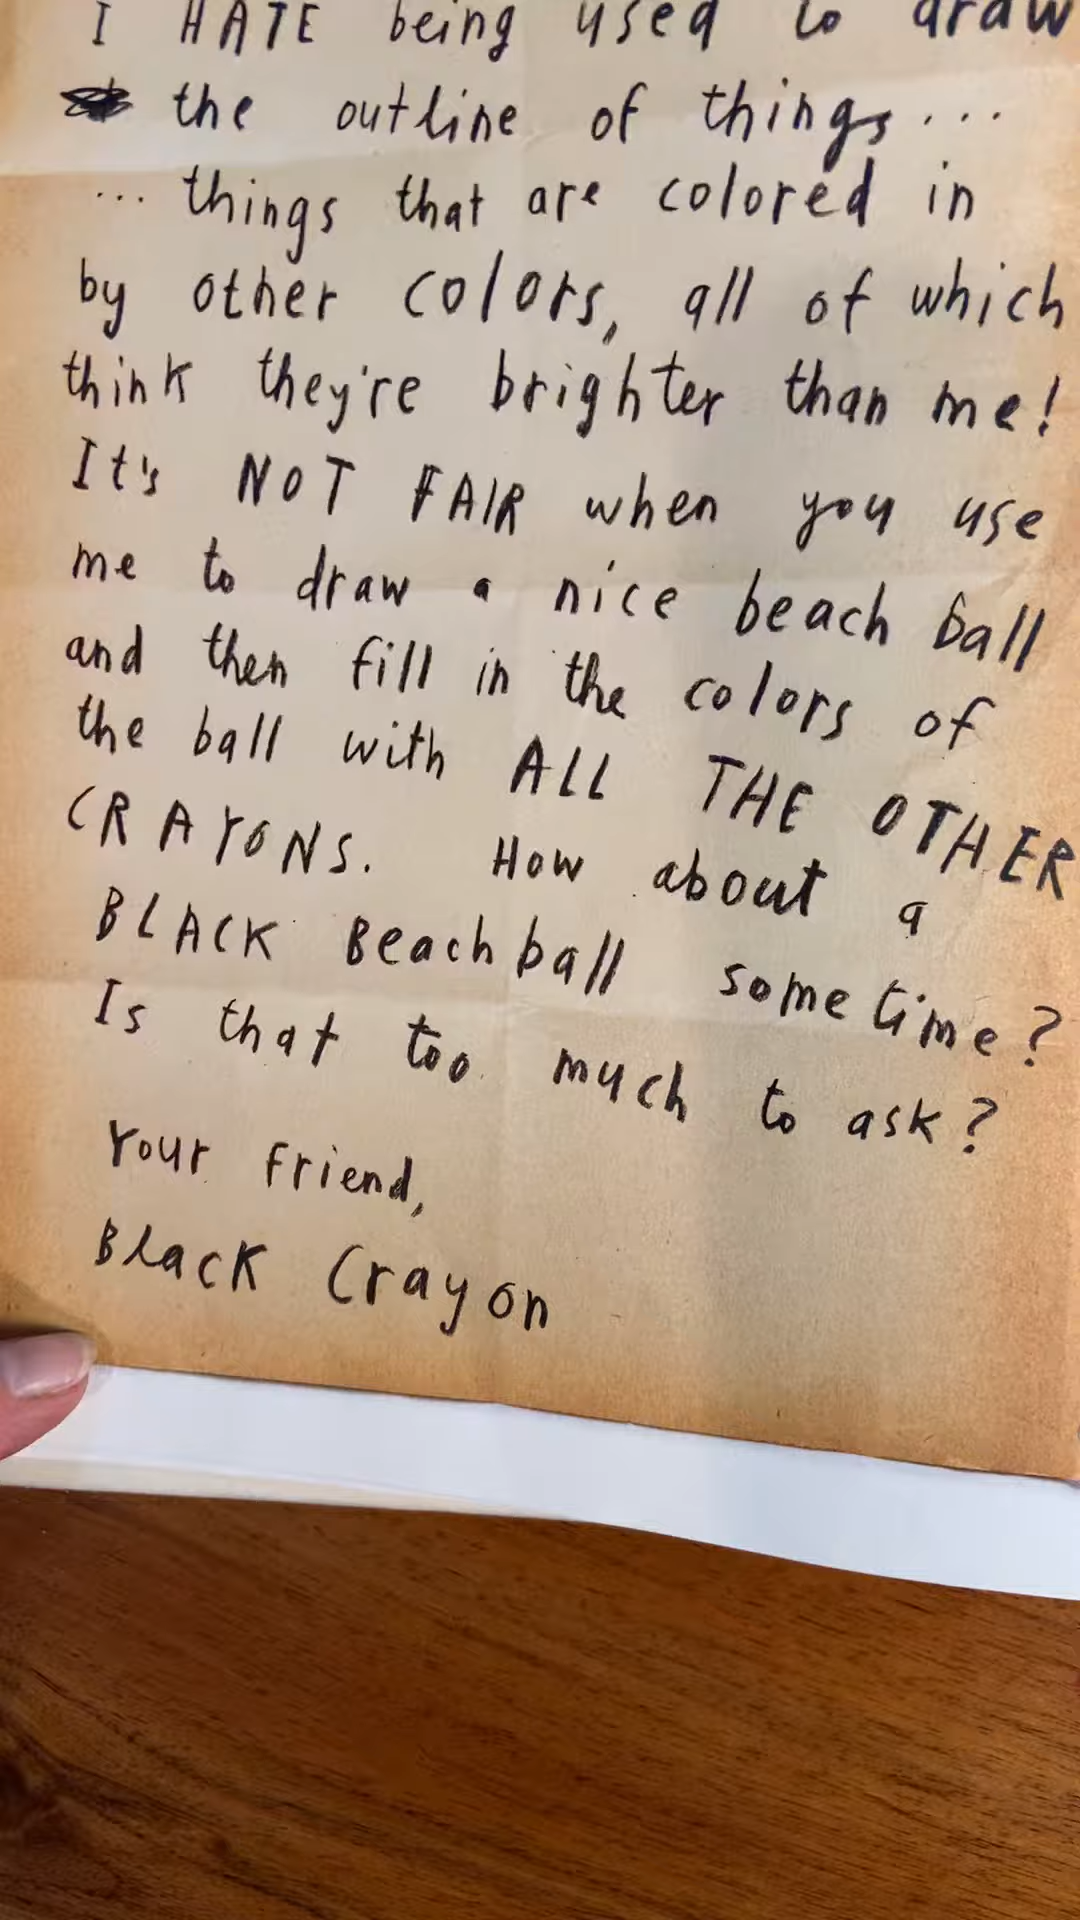 I HATE being used to draw
the outline of things...
...things that are colored in
by other colors, all of which
think they're brighter than me!
It's NOT FAIR when you use
me to draw a nice beach ball
and then fill in the colors of
the ball with ALL THE OTHER
CRAYONS. How about a
BLACK Beach ball sometime?
Is that too much to ask?
Your friend,
Black Crayon